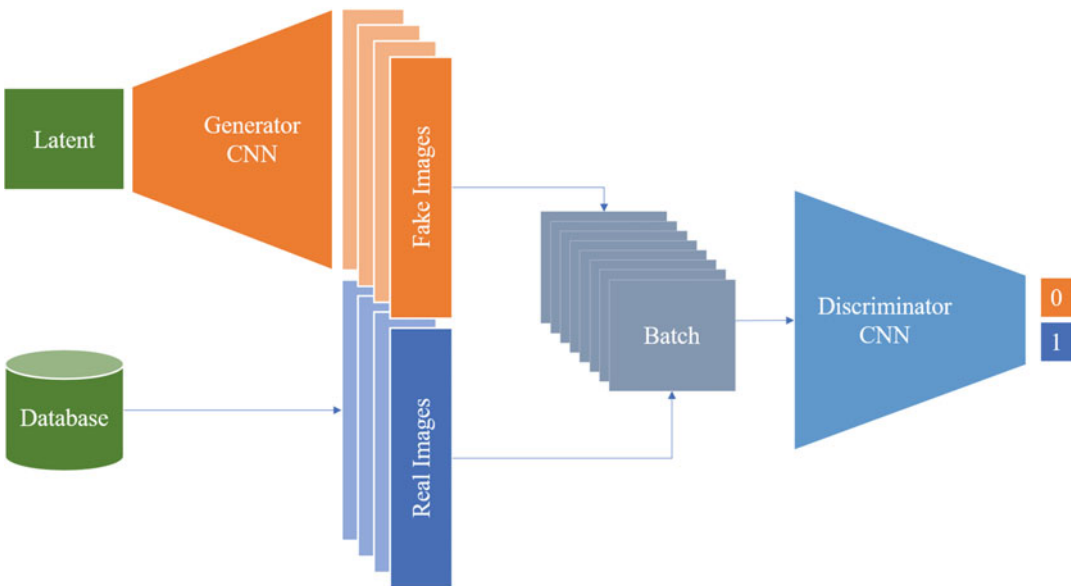 Latent
Generator
CNN
Fake Images
Database
Real Images
Batch
Discriminator
CNN
0
1